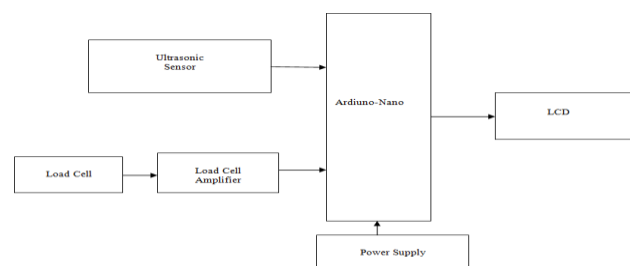 Ultrasonic
Sensor
Ardiuno-Nano
LCD
Load Cell
Load Cell
Amplifier
Power Supply